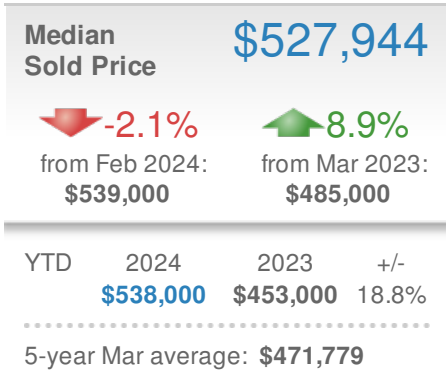 Median
Sold Price
$527,944
-2.1%
from Feb 2024:
$539,000
8.9%
from Mar 2023:
$485,000
YTD 2024 2023 +/-
$538,000 $453,000 18.8%
5-year Mar average: $471,779